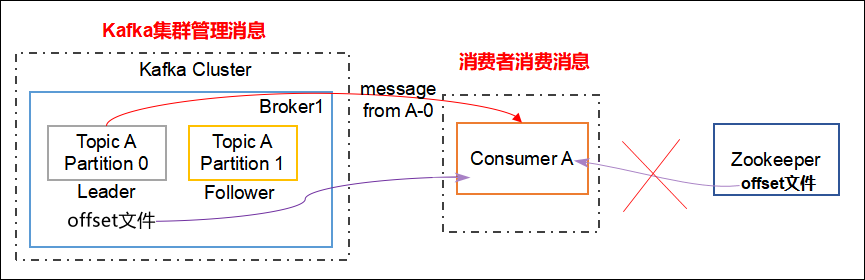 Kafka集群管理消息
消费者消费消息
Kafka Cluster
Broker1
message
from A-0
Topic A
Partition 0
Topic A
Partition 1
Leader
Follower
offset文件
Consumer A
Zookeeper
offset文件